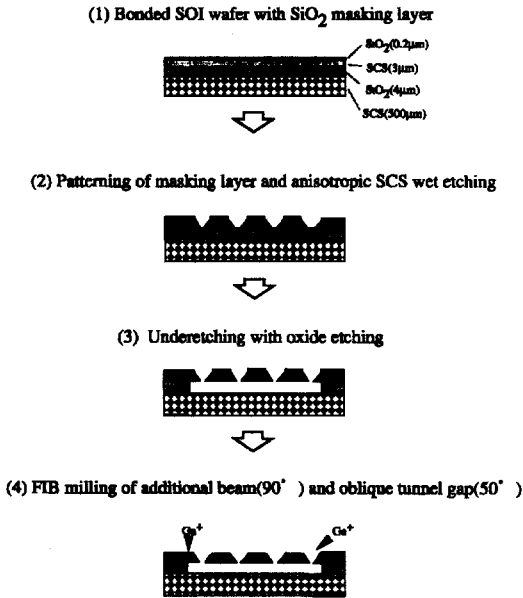 (1) Bonded SOI wafer with SiO2 masking layer
SiO2(0.2µm)
SCS(3µm)
SiO2(4µm)
SCS(500µm)
(2) Patterning of masking layer and anisotropic SCS wet etching
(3) Underetching with oxide etching
(4) FIB milling of additional beam(90° ) and oblique tunnel gap(50° )
Ga+ Ga+